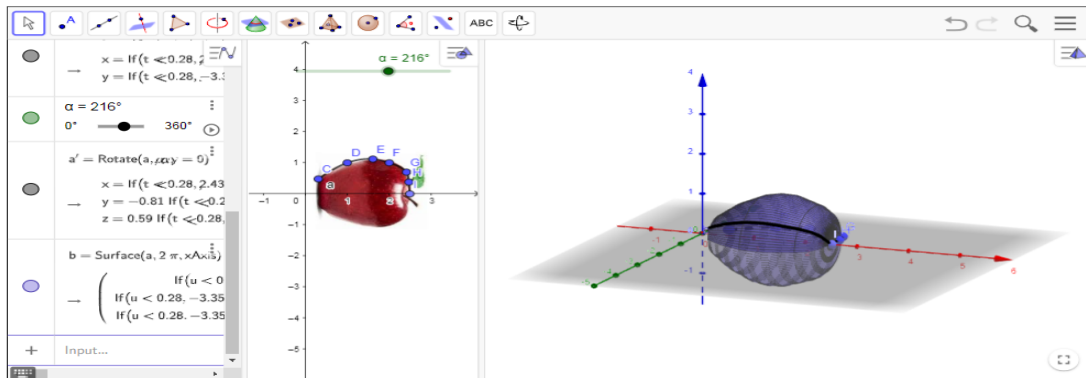 ABC
x = If(t < 0.28, 2
→
y = If(t < 0.28, −3.3
α = 216°
0° 360°
a′ = Rotate(a, α, y = 0)
x = If(t < 0.28, 2.43
→ y = −0.81 If(t < 0.2
z = 0.59 If(t < 0.28,
b = Surface(a, 2 π, xAxis)
If(u < 0
→ If(u < 0.28, −3.35
If(u < 0.28, −3.35
+ Input...
α = 216°
4
3
2
1
0
−1
−2
−3
−4
−5
−1 1 2 3
C D E F G H
a
4
3
2
1
−1
−1 3 4 5 6